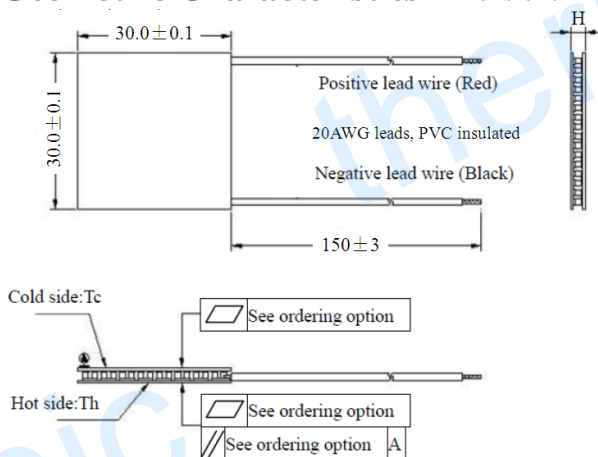 30.0±0.1
H
Positive lead wire (Red)
30.0±0.1
20AWG leads, PVC insulated
Negative lead wire (Black)
150±3
Cold side:Tc
See ordering option
A
Hot side:Th
See ordering option
See ordering option A